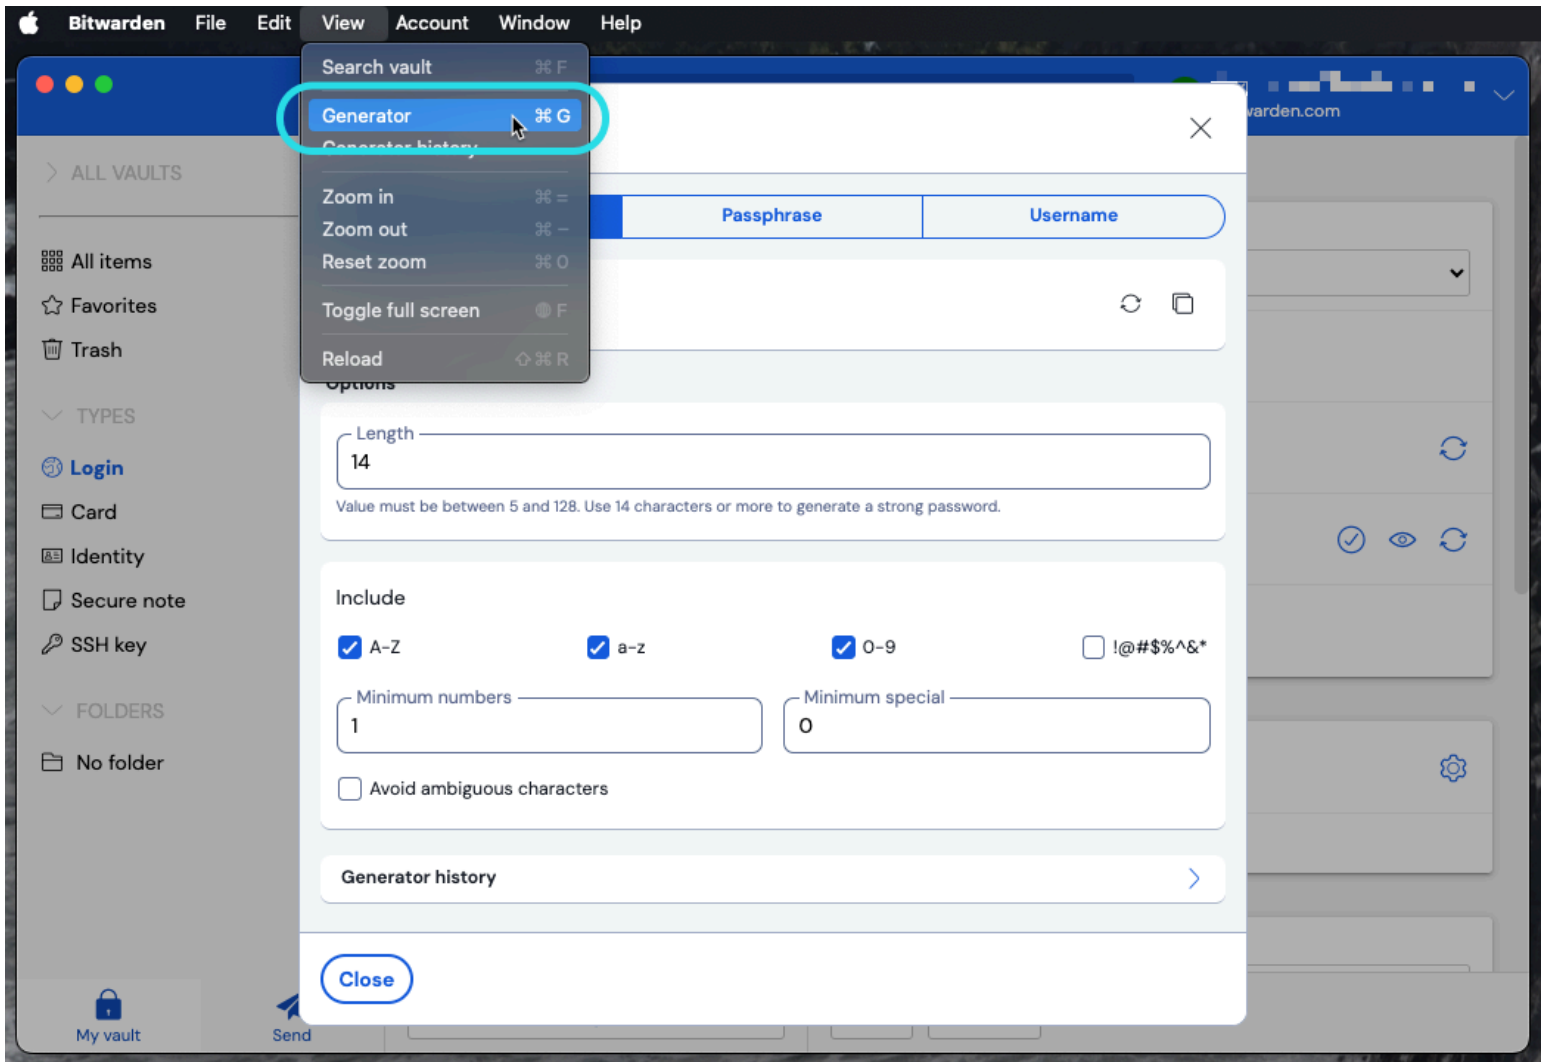 Bitwarden File Edit View Account Window Help
Search vault ⌘ F
Generator ⌘ G
Generator history
Zoom in ⌘ =
Zoom out ⌘ −
Reset zoom ⌘ 0
Toggle full screen F
Reload ⇧ ⌘ R
warden.com
ALL VAULTS
All items
Favorites
Trash
TYPES
Login
Card
Identity
Secure note
SSH key
FOLDERS
No folder
My vault
Send
Passphrase
Username
Options
Length
14
Value must be between 5 and 128. Use 14 characters or more to generate a strong password.
Include
A-Z
a-z
0-9
!@#$%^&*
Minimum numbers
1
Minimum special
0
Avoid ambiguous characters
Generator history
Close